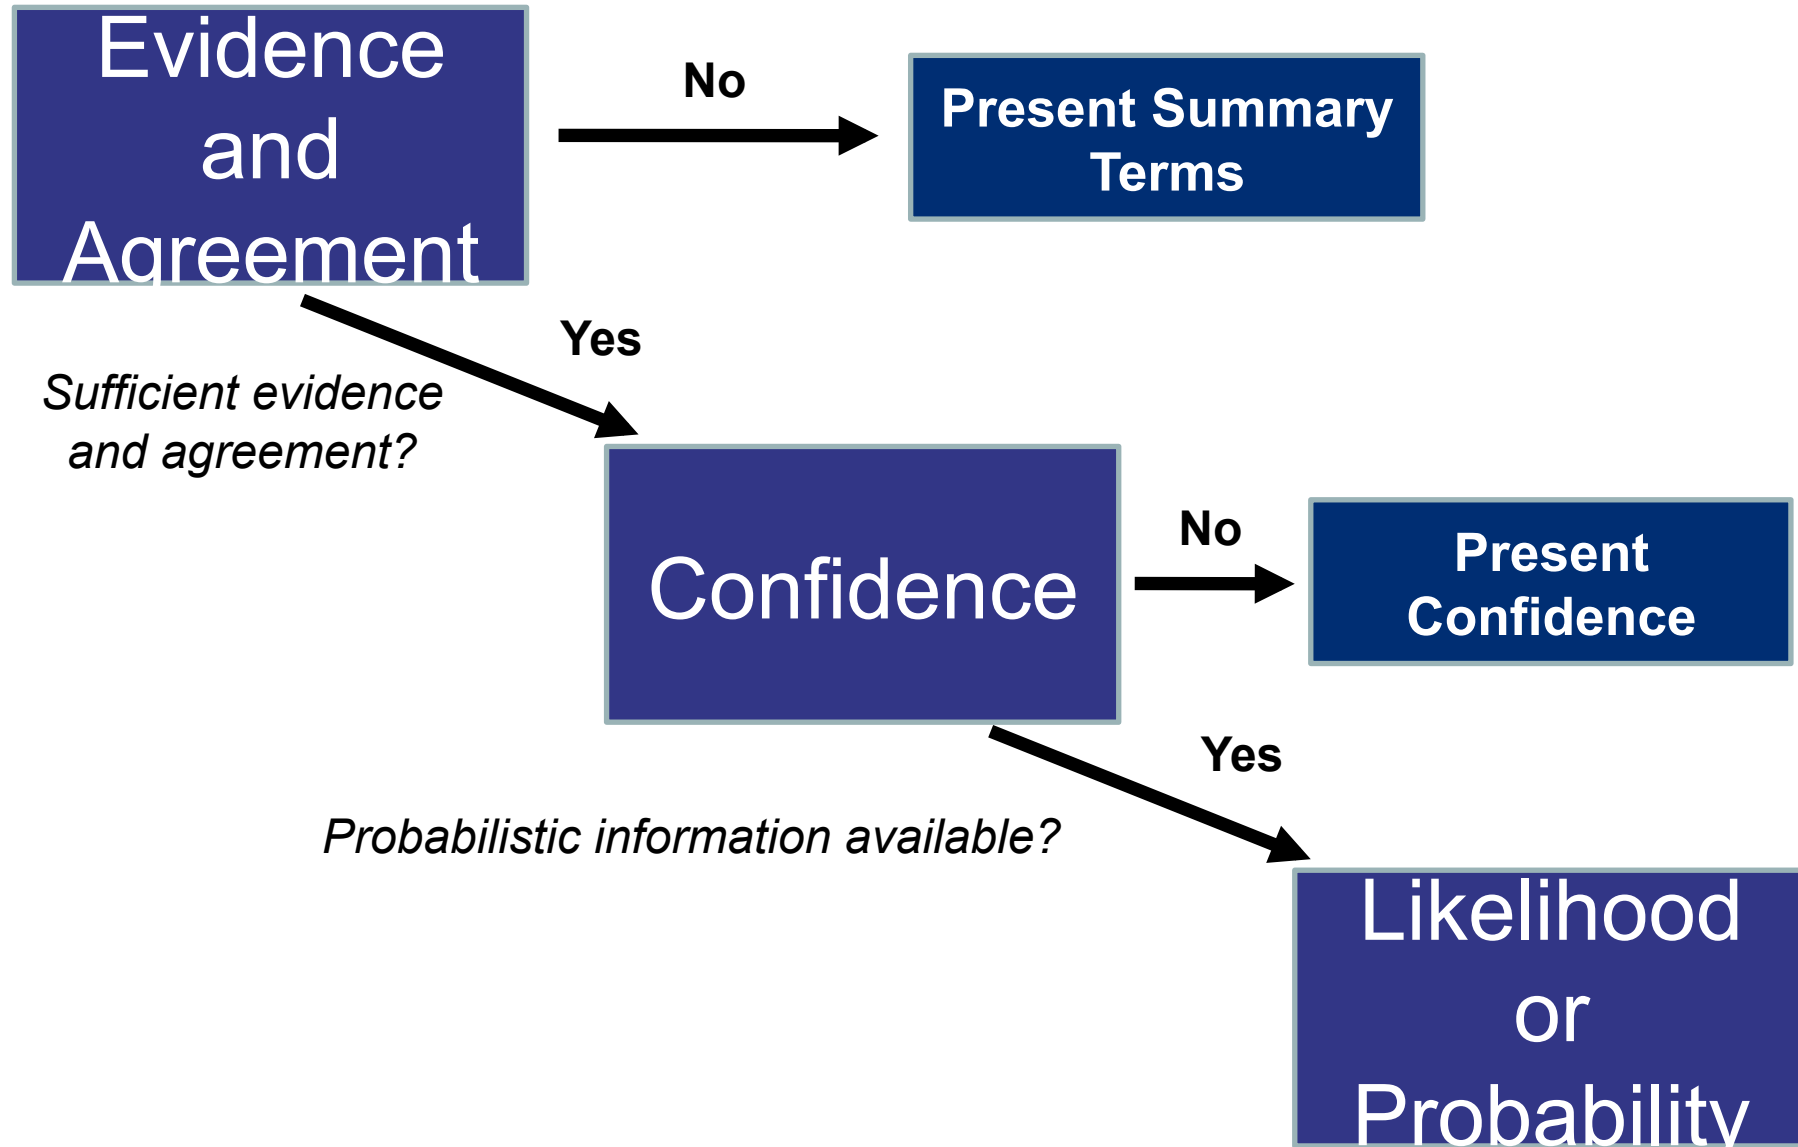 Evidence
and
Agreement
No
Present Summary
Terms
Yes
Sufficient evidence
and agreement?
Confidence
No
Present
Confidence
Yes
Probabilistic information available?
Likelihood
or
Probability